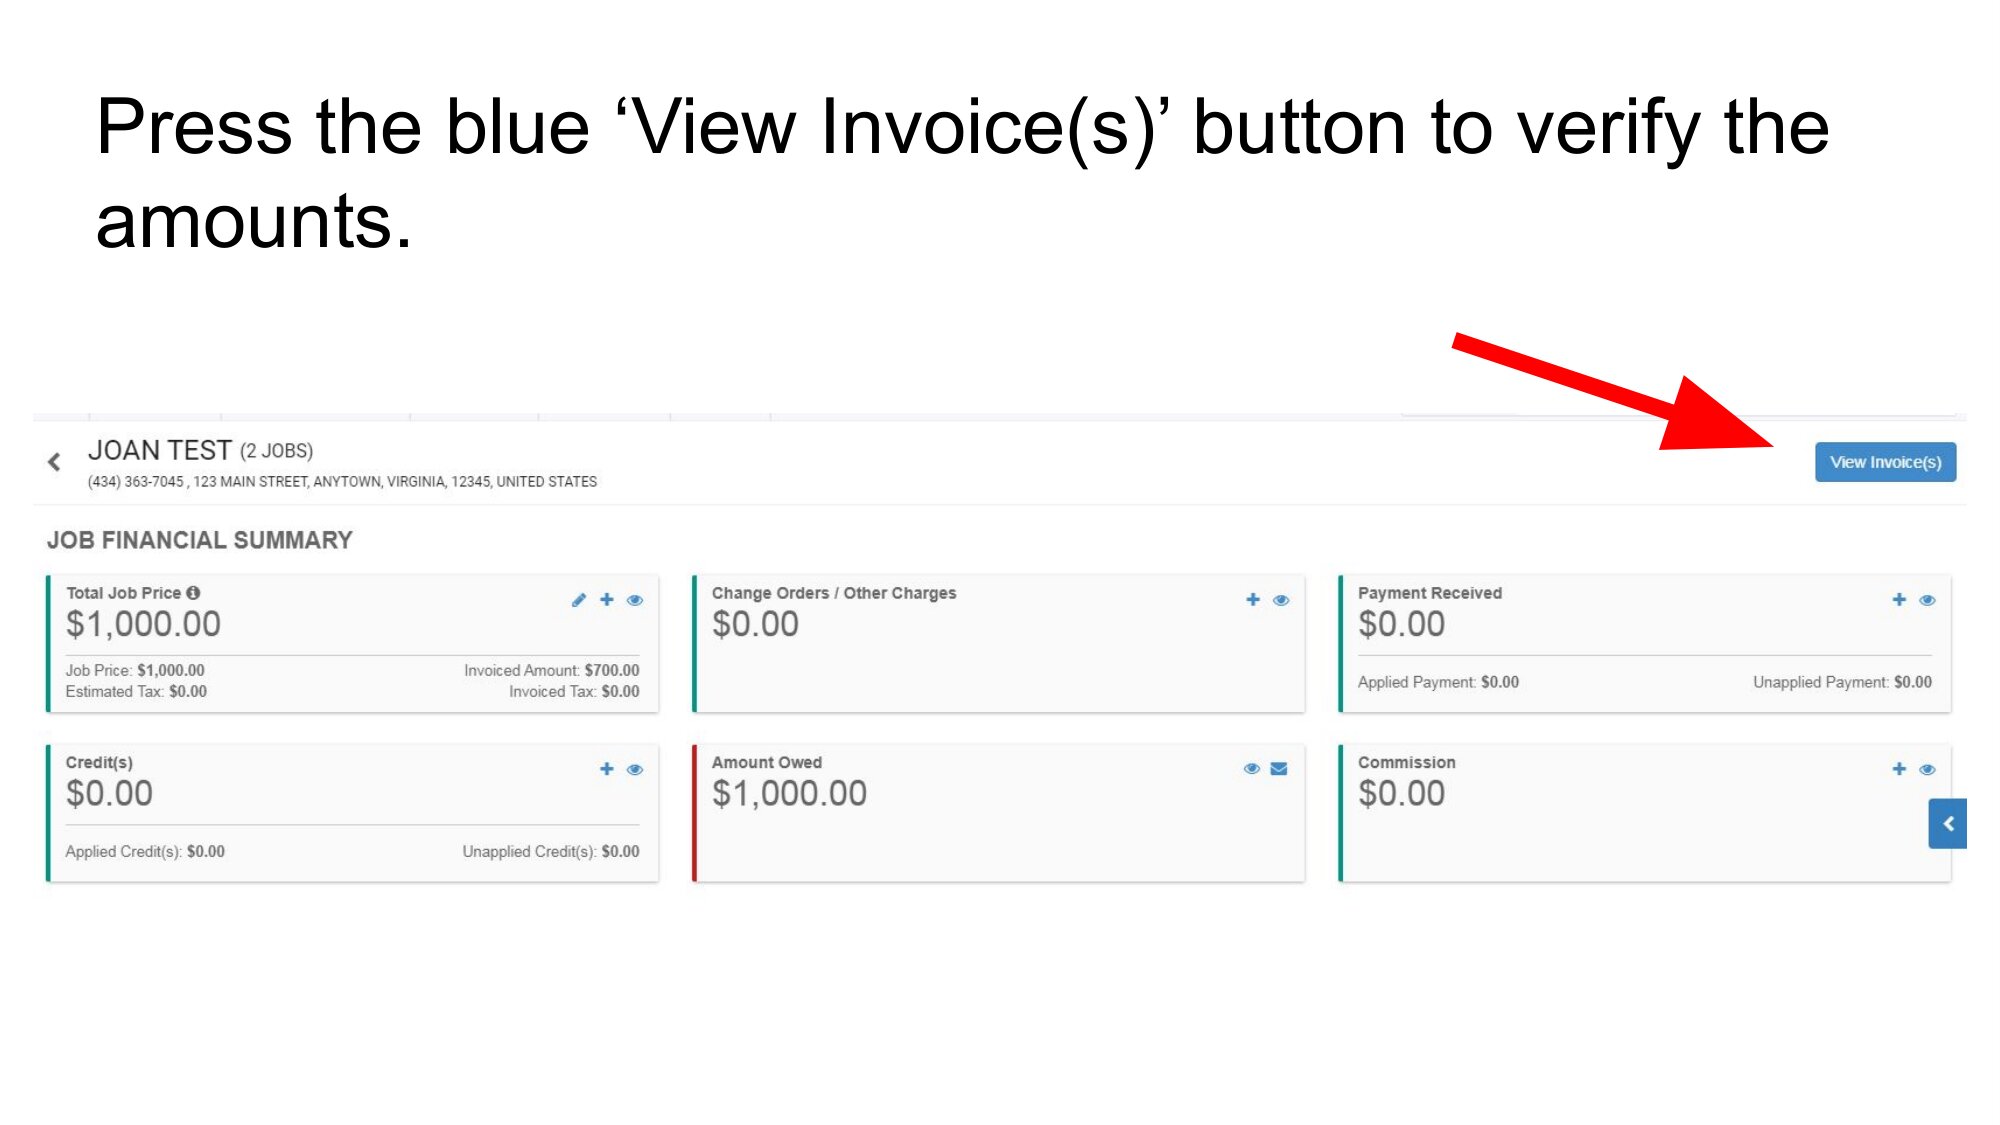 Press the blue ‘View Invoice(s)’ button to verify the
amounts.
JOAN TEST (2 JOBS)
(434) 363-7045 , 123 MAIN STREET, ANYTOWN, VIRGINIA, 12345, UNITED STATES
View Invoice(s)
JOB FINANCIAL SUMMARY
Total Job Price
$1,000.00
Job Price: $1,000.00
Invoiced Amount: $700.00
Estimated Tax: $0.00
Invoiced Tax: $0.00
Change Orders / Other Charges
$0.00
Payment Received
$0.00
Applied Payment: $0.00
Unapplied Payment: $0.00
Credit(s)
$0.00
Applied Credit(s): $0.00
Unapplied Credit(s): $0.00
Amount Owed
$1,000.00
Commission
$0.00